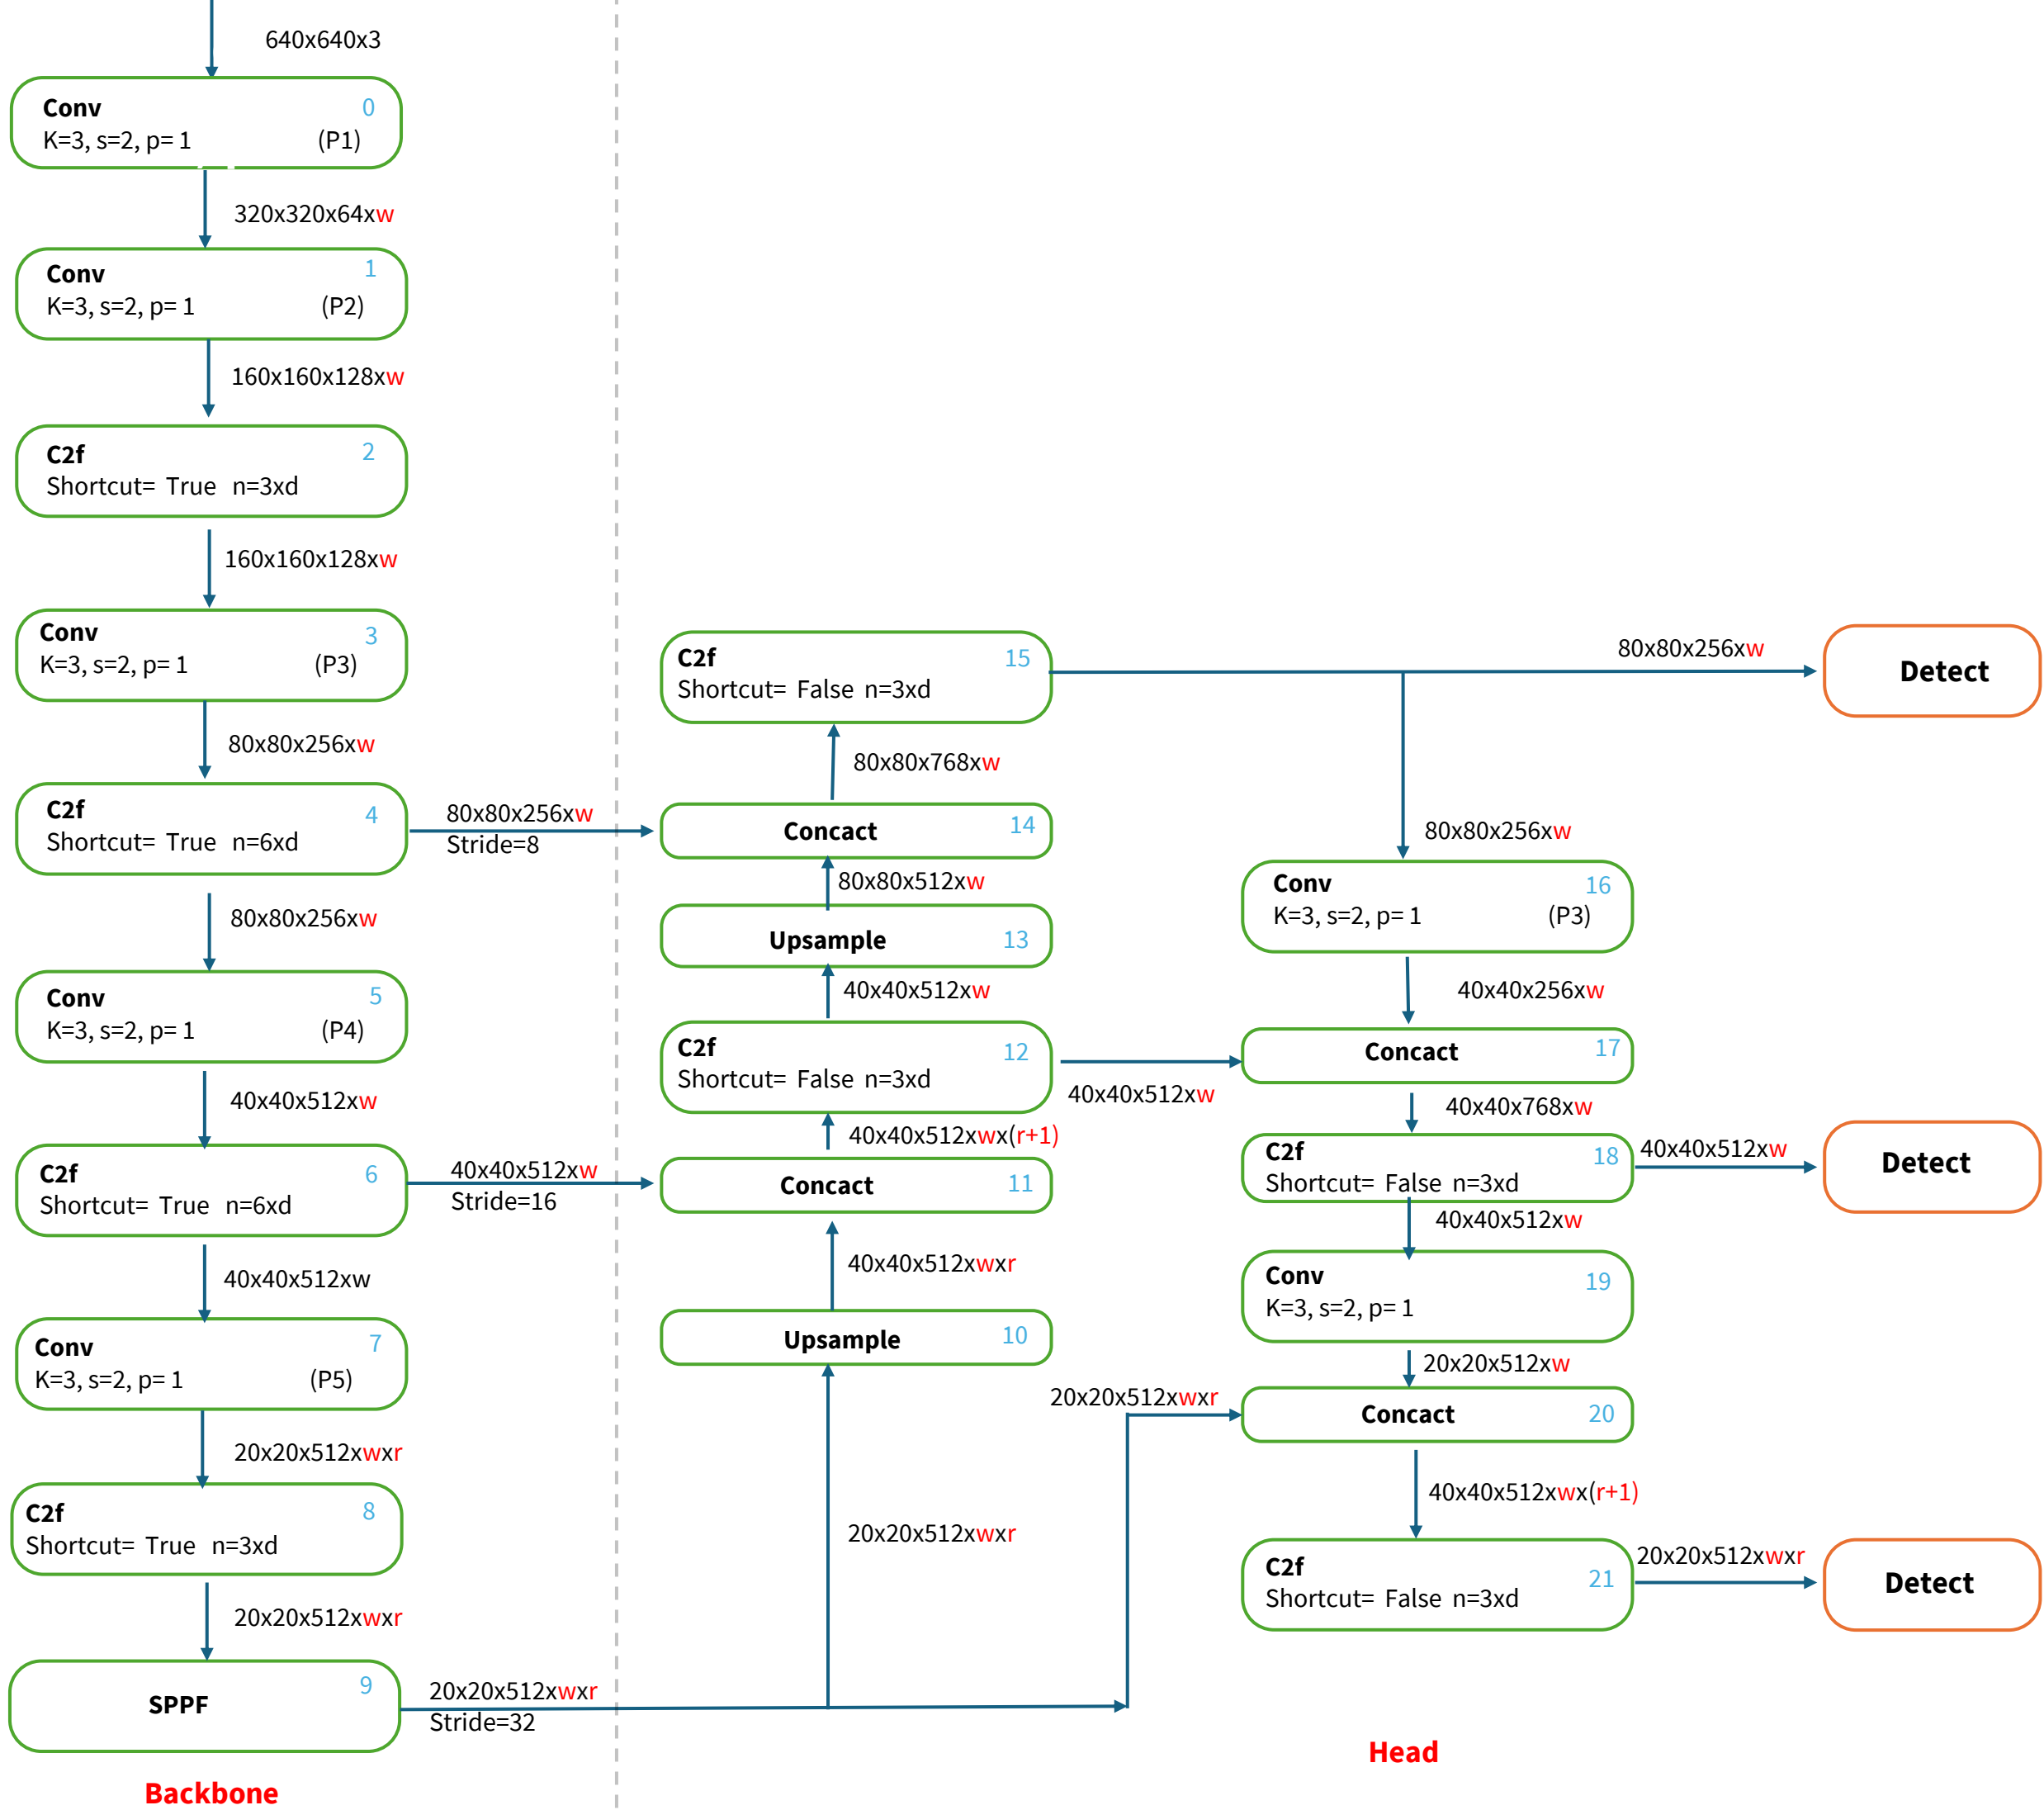 640x640x3
Conv 0
K=3, s=2, p= 1 (P1)
320x320x64xw
Conv 1
K=3, s=2, p= 1 (P2)
160x160x128xw
C2f 2
Shortcut= True n=3xd
160x160x128xw
Conv 3
K=3, s=2, p= 1 (P3)
80x80x256xw
C2f 4
Shortcut= True n=6xd
80x80x256xw
Stride=8
80x80x256xw
Conv 5
K=3, s=2, p= 1 (P4)
40x40x512xw
C2f 6
Shortcut= True n=6xd
40x40x512xw
Stride=16
40x40x512xw
Conv 7
K=3, s=2, p= 1 (P5)
20x20x512xwxr
C2f 8
Shortcut= True n=3xd
20x20x512xwxr
SPPF 9
20x20x512xwxr
Stride=32
Backbone
C2f 15
Shortcut= False n=3xd
80x80x768xw
Concact 14
80x80x512xw
Upsample 13
40x40x512xw
C2f 12
Shortcut= False n=3xd
40x40x512xw
40x40x512xwx(r+1)
Concact 11
40x40x512xwxr
Upsample 10
20x20x512xwxr
20x20x512xwxr
80x80x256xw
Detect
80x80x256xw
Conv 16
K=3, s=2, p= 1 (P3)
40x40x256xw
Concact 17
40x40x768xw
C2f 18
Shortcut= False n=3xd
40x40x512xw
Detect
40x40x512xw
Conv 19
K=3, s=2, p= 1
20x20x512xw
Concact 20
40x40x512xwx(r+1)
C2f 21
Shortcut= False n=3xd
20x20x512xwxr
Detect
Head